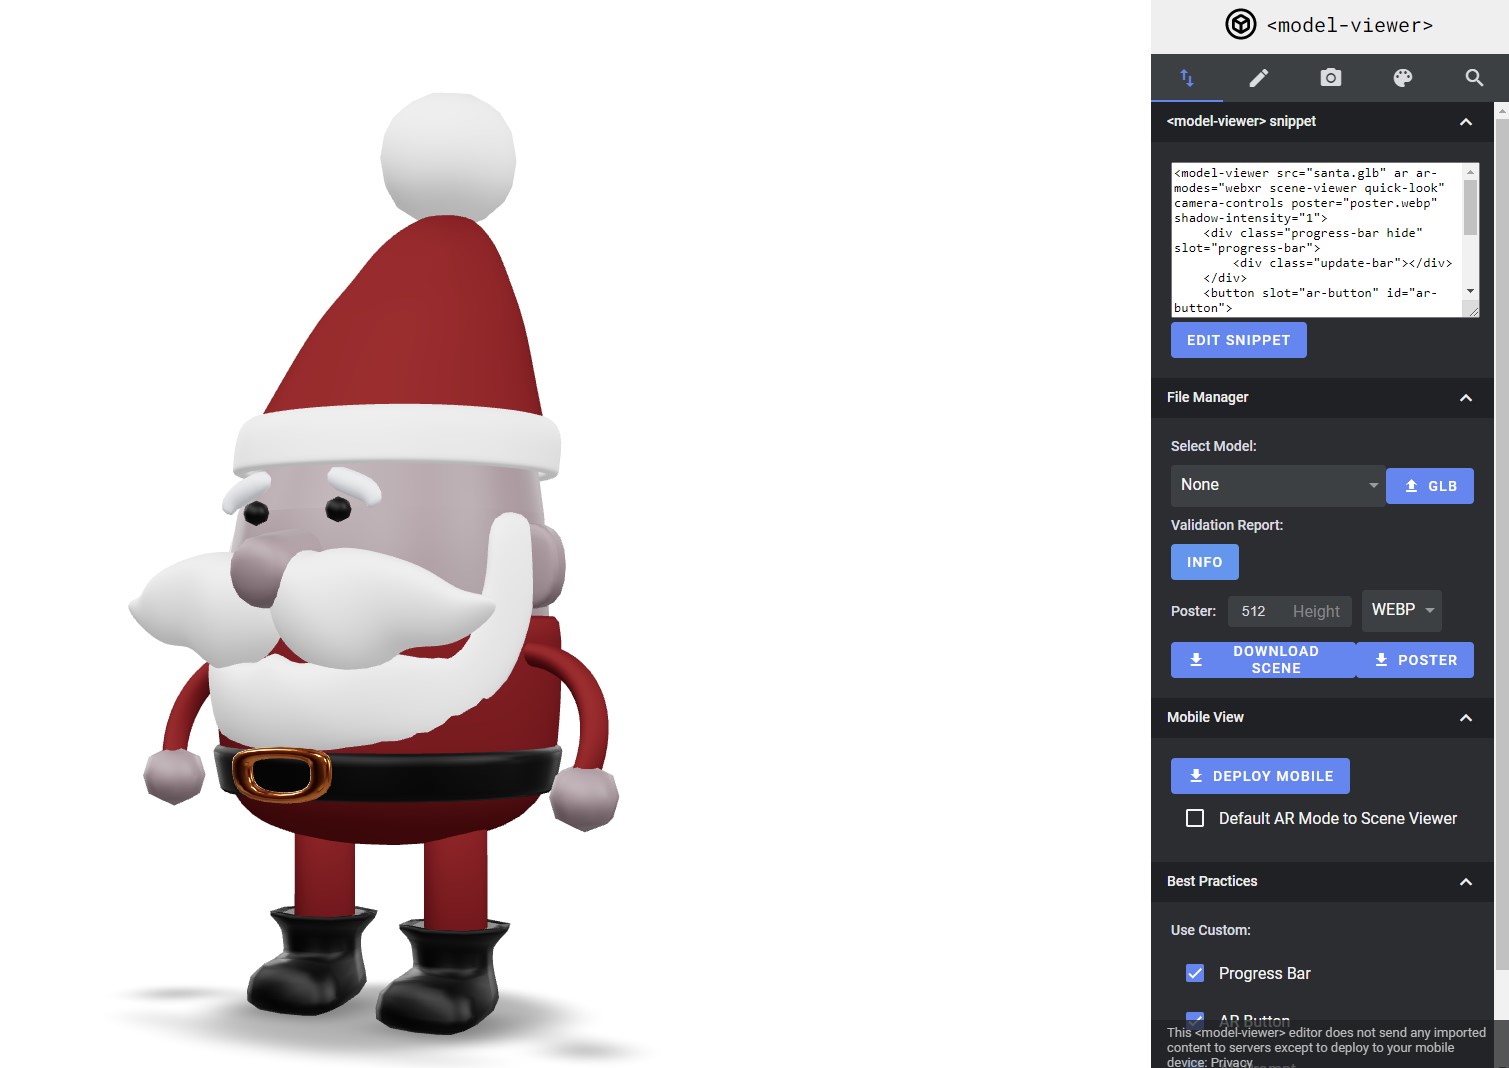 <model-viewer>
<model-viewer> snippet
<model-viewer src="santa.glb" ar ar-
modes="webxr scene-viewer quick-look"
camera-controls poster="poster.webp"
shadow-intensity="1">
<div class="progress-bar hide"
slot="progress-bar">
<div class="update-bar"></div>
</div>
<button slot="ar-button" id="ar-
button">
EDIT SNIPPET
File Manager
Select Model:
None
GLB
Validation Report:
INFO
Poster:
512
Height
WEBP
DOWNLOAD
SCENE
POSTER
Mobile View
DEPLOY MOBILE
Default AR Mode to Scene Viewer
Best Practices
Use Custom:
Progress Bar
AR Button
This <model-viewer> editor does not send any imported
content to servers except to deploy to your mobile
device: Privacy